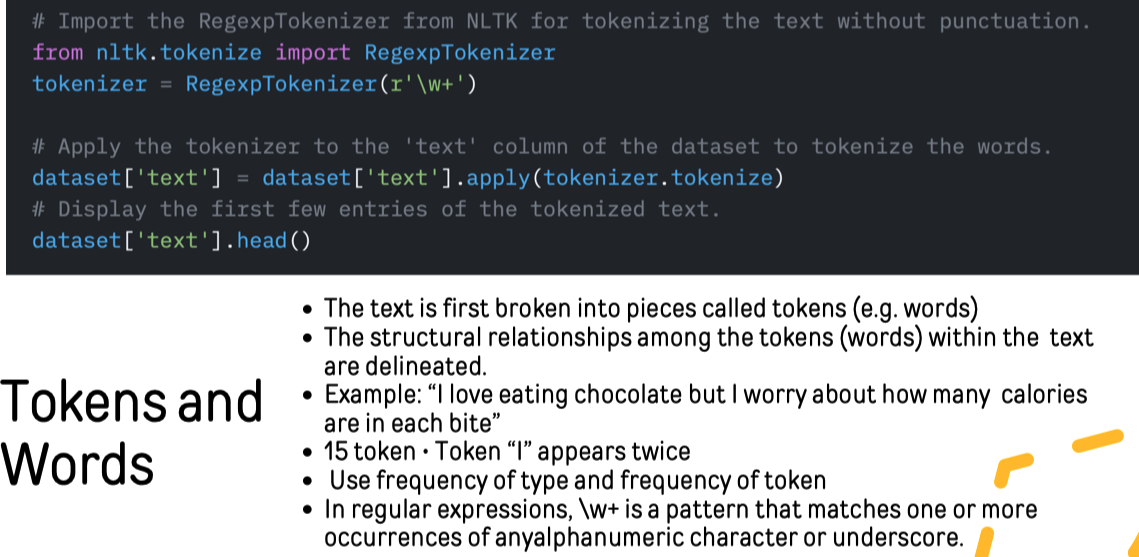 # Import the RegexpTokenizer from NLTK for tokenizing the text without punctuation.
from nltk.tokenize import RegexpTokenizer
tokenizer = RegexpTokenizer(r'\w+')
# Apply the tokenizer to the 'text' column of the dataset to tokenize the words.
dataset['text'] = dataset['text'].apply(tokenizer.tokenize)
# Display the first few entries of the tokenized text.
dataset['text'].head()
Tokens and
Words
• The text is first broken into pieces called tokens (e.g. words)
• The structural relationships among the tokens (words) within the text
are delineated.
• Example: “I love eating chocolate but I worry about how many calories
are in each bite”
• 15 token • Token “I” appears twice
• Use frequency of type and frequency of token
• In regular expressions, \w+ is a pattern that matches one or more
occurrences of anyalphanumeric character or underscore.